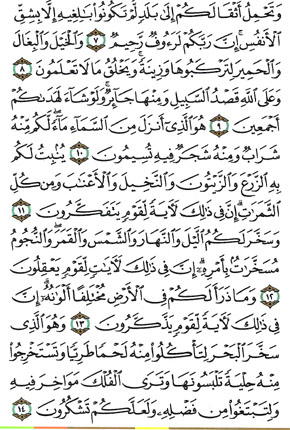 وَتَحْمِلُ أَثْقَالَكُمْ إِلَىٰ بَلَدٍ لَّمْ تَكُونُوا۟ بَٰلِغِيهِ إِلَّا بِشِقِّ
ٱلْأَنفُسِ ۚ إِنَّ رَبَّكُمْ لَرَءُوفٌ رَّحِيمٌ ٧ وَٱلْخَيْلَ وَٱلْبِغَالَ
وَٱلْحَمِيرَ لِتَرْكَبُوهَا وَزِينَةً ۚ وَيَخْلُقُ مَا لَا تَعْلَمُونَ ٨
وَعَلَى ٱللَّهِ قَصْدُ ٱلسَّبِيلِ وَمِنْهَا جَآئِرٌ ۚ وَلَوْ شَآءَ لَهَدَىٰكُمْ
أَجْمَعِينَ ٩ هُوَ ٱلَّذِىٓ أَنزَلَ مِنَ ٱلسَّمَآءِ مَآءً ۖ لَّكُم مِّنْهُ
شَرَابٌ وَمِنْهُ شَجَرٌ فِيهِ تُسِيمُونَ ١٠ يُنۢبِتُ لَكُم
بِهِ ٱلزَّرْعَ وَٱلزَّيْتُونَ وَٱلنَّخِيلَ وَٱلْأَعْنَٰبَ وَمِن كُلِّ
ٱلثَّمَرَٰتِ ۗ إِنَّ فِى ذَٰلِكَ لَءَايَةً لِّقَوْمٍ يَتَفَكَّرُونَ ١١
وَسَخَّرَ لَكُمُ ٱلَّيْلَ وَٱلنَّهَارَ وَٱلشَّمْسَ وَٱلْقَمَرَ ۖ وَٱلنُّجُومُ
مُسَخَّرَٰتٌۢ بِأَمْرِهِۦٓ ۗ إِنَّ فِى ذَٰلِكَ لَءَايَٰتٍ لِّقَوْمٍ يَعْقِلُونَ
١٢ وَمَا ذَرَأَ لَكُمْ فِى ٱلْأَرْضِ مُخْتَلِفًا أَلْوَٰنُهُۥٓ ۗ إِنَّ
فِى ذَٰلِكَ لَءَايَةً لِّقَوْمٍ يَذَّكَّرُونَ ١٣ وَهُوَ ٱلَّذِى
سَخَّرَ ٱلْبَحْرَ لِتَأْكُلُوا۟ مِنْهُ لَحْمًا طَرِيًّا وَتَسْتَخْرِجُوا۟
مِنْهُ حِلْيَةً تَلْبَسُونَهَا وَتَرَى ٱلْفُلْكَ مَوَاخِرَ فِيهِ
وَلِتَبْتَغُوا۟ مِن فَضْلِهِۦ وَلَعَلَّكُمْ تَشْكُرُونَ ١٤